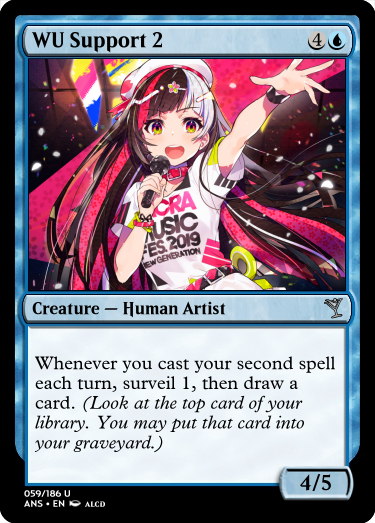 WU Support 2
4
CRA
MUSIC
FES.2019
NEW GENERATION
Creature — Human Artist
Whenever you cast your second spell
each turn, surveil 1, then draw a
card. (Look at the top card of your
library. You may put that card into
your graveyard.)
4/5
059/186 U
ANS • EN ALCD